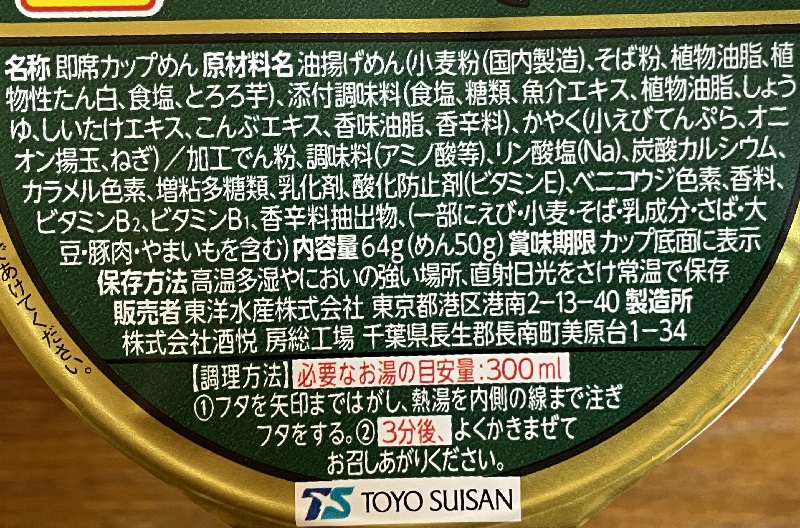 名称 即席カップめん 原材料名 油揚げめん(小麦粉(国内製造)、そば粉、植物油脂、植
物性たん白、食塩、とろろ芋)、添付調味料(食塩、糖類、魚介エキス、植物油脂、しょう
ゆ、しいたけエキス、こんぶエキス、香味油脂、香辛料)、かやく(小えびてんぷら、オニ
オン揚玉、ねぎ)／加工でん粉、調味料(アミノ酸等)、リン酸塩(Na)、炭酸カルシウム、
カラメル色素、増粘多糖類、乳化剤、酸化防止剤(ビタミンE)、ベニコウジ色素、香料、
ビタミンB2、ビタミンB1、香辛料抽出物、(一部にえび・小麦・そば・乳成分・さば・大
豆・豚肉・やまいもを含む) 内容量 64g(めん50g) 賞味期限 カップ底面に表示
保存方法 高温多湿やにおいの強い場所、直射日光をさけ常温で保存
販売者 東洋水産株式会社 東京都港区港南2-13-40 製造所
株式会社酒悦 房総工場 千葉県長生郡長南町美原台1-34
【調理方法】 必要なお湯の目安量:300ml
①フタを矢印まではがし、熱湯を内側の線まで注ぎ
フタをする。② 3分後、よくかきまぜて
お召しあがりください。
TS TOYO SUISAN
であけてください。